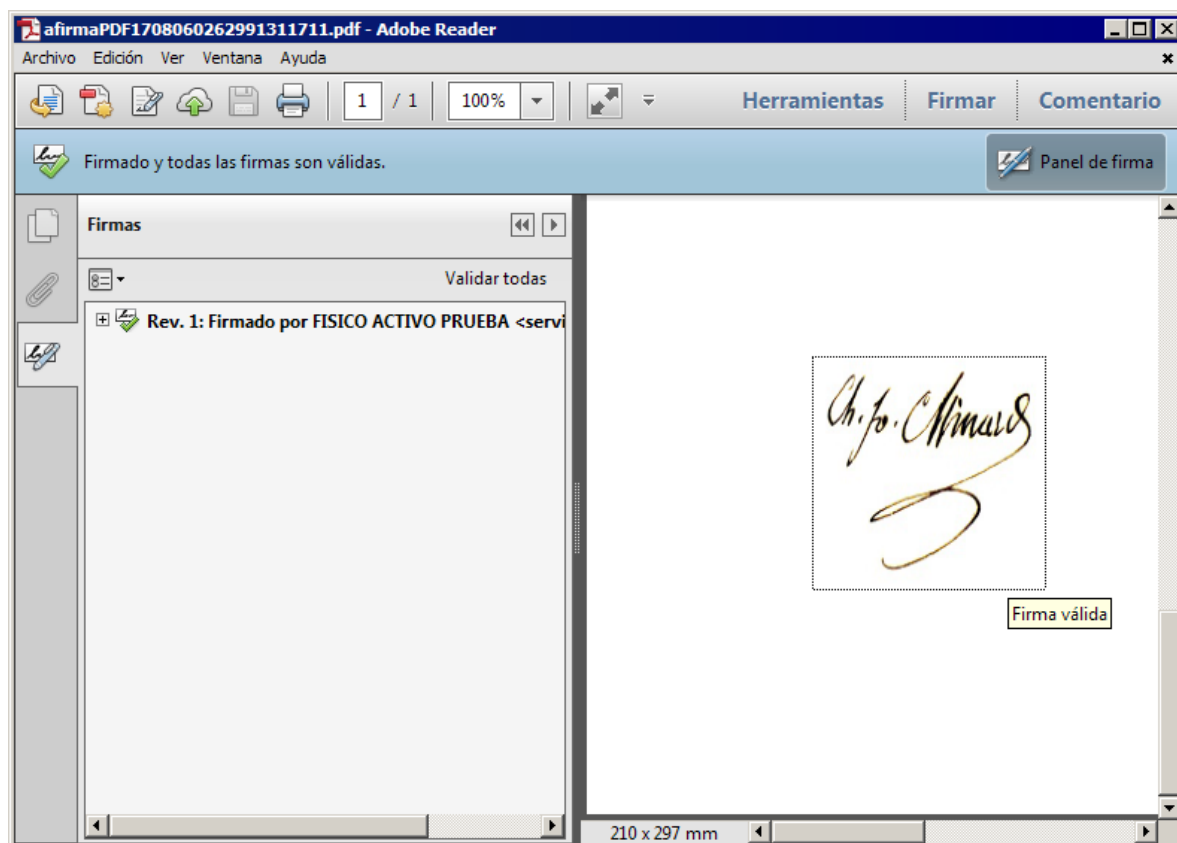 afirmaPDF1708060262991311711.pdf - Adobe Reader
Archivo Edición Ver Ventana Ayuda
1 / 1 100% Herramientas Firmar Comentario
Firmado y todas las firmas son válidas. Panel de firma
Firmas
Validar todas
Rev. 1: Firmado por FISICO ACTIVO PRUEBA <servi
Firma válida
210 x 297 mm